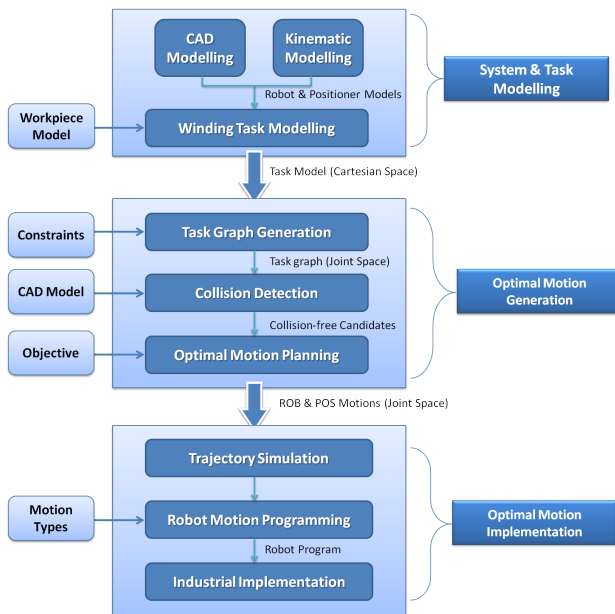 CAD
Modelling
Kinematic
Modelling
Robot & Positioner Models
Workpiece
Model
Winding Task Modelling
System & Task
Modelling
Task Model (Cartesian Space)
Constraints
Task Graph Generation
Task graph (Joint Space)
CAD Model
Collision Detection
Optimal Motion
Generation
Collision-free Candidates
Objective
Optimal Motion Planning
ROB & POS Motions (Joint Space)
Trajectory Simulation
Motion
Types
Robot Motion Programming
Optimal Motion
Implementation
Robot Program
Industrial Implementation